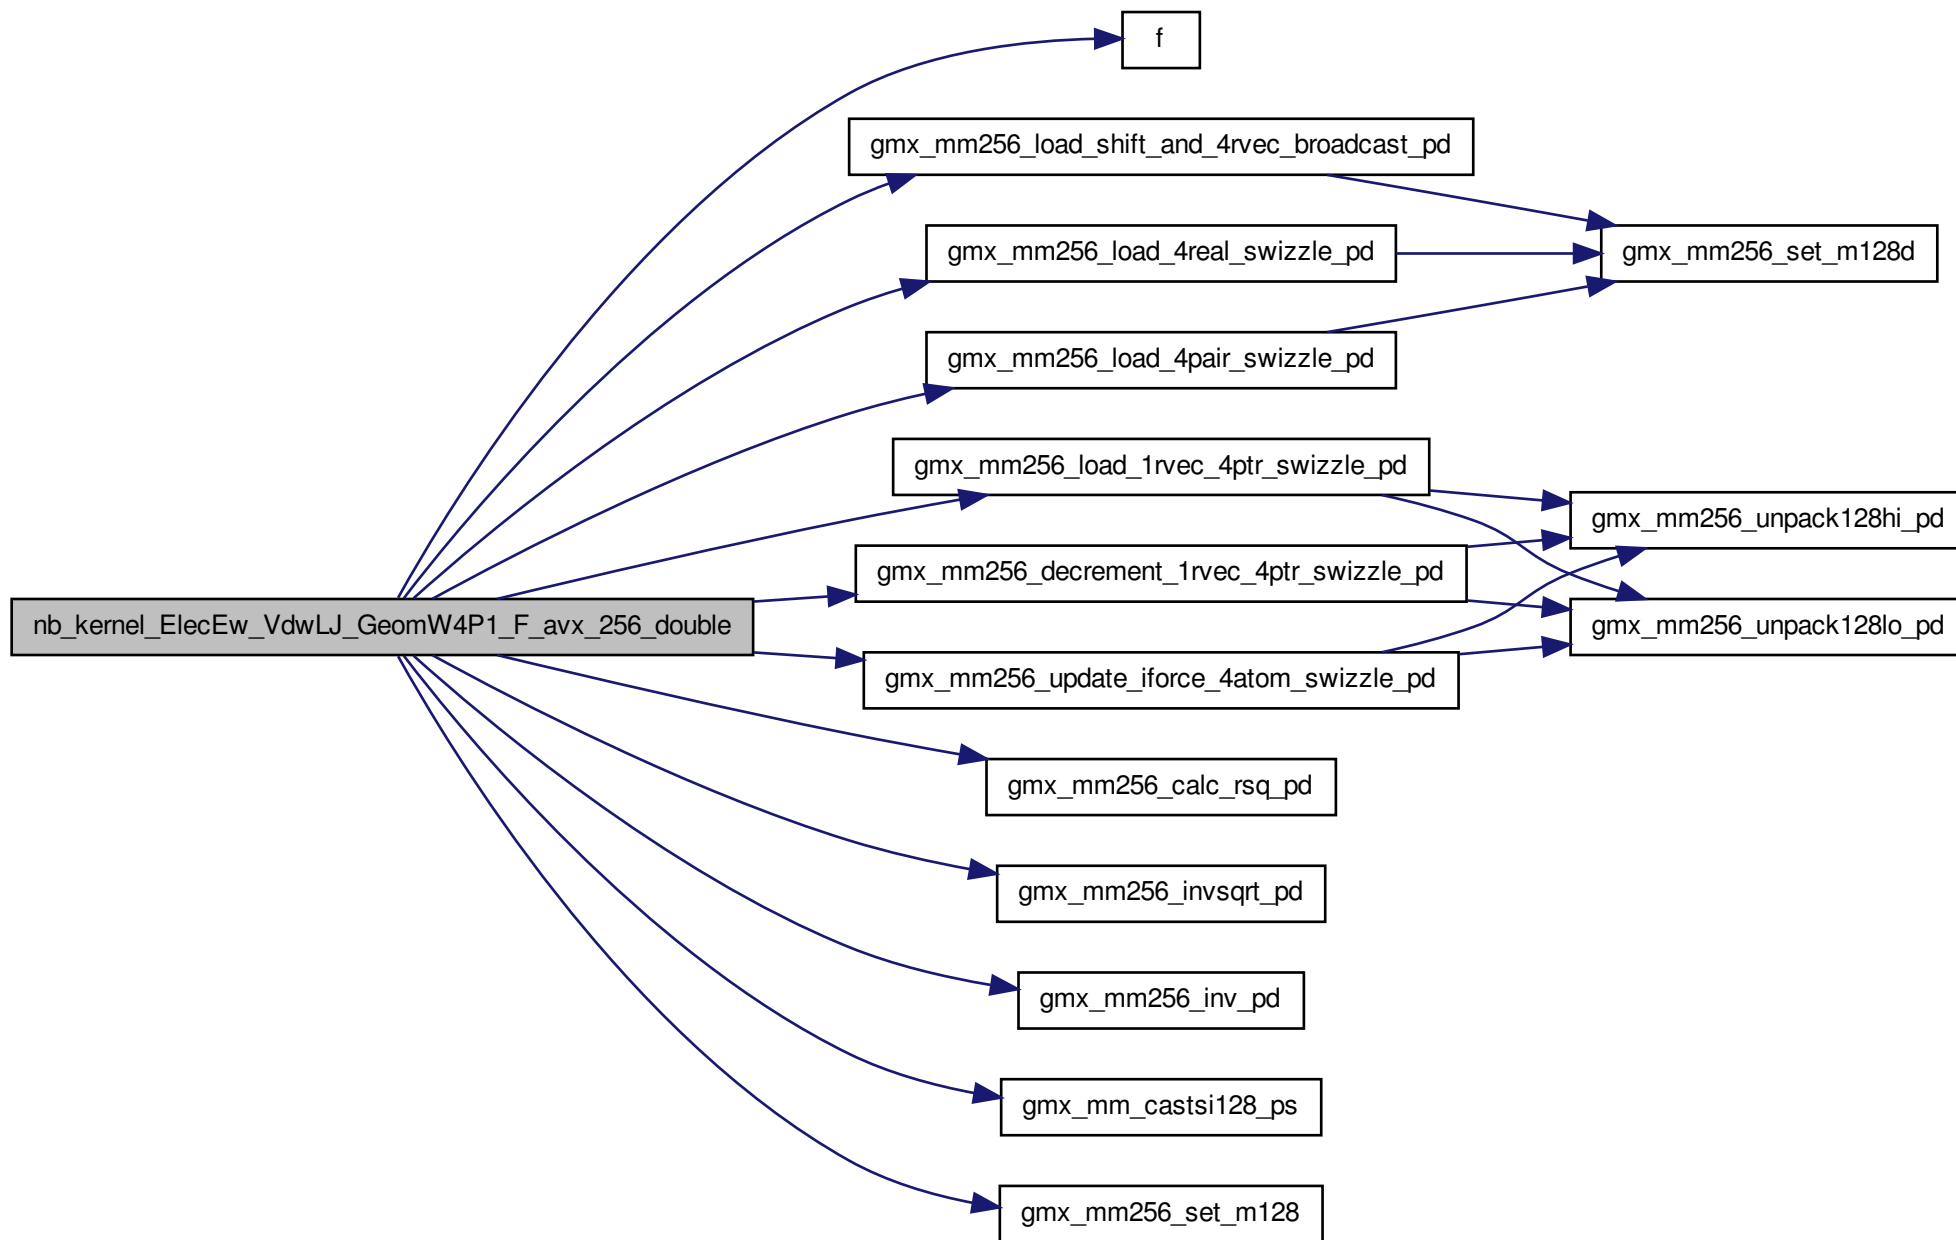 f
gmx_mm256_load_shift_and_4rvec_broadcast_pd
gmx_mm256_load_4real_swizzle_pd
gmx_mm256_set_m128d
gmx_mm256_load_4pair_swizzle_pd
gmx_mm256_load_1rvec_4ptr_swizzle_pd
gmx_mm256_unpack128hi_pd
gmx_mm256_decrement_1rvec_4ptr_swizzle_pd
nb_kernel_ElecEw_VdwLJ_GeomW4P1_F_avx_256_double
gmx_mm256_unpack128lo_pd
gmx_mm256_update_iforce_4atom_swizzle_pd
gmx_mm256_calc_rsq_pd
gmx_mm256_invsqrt_pd
gmx_mm256_inv_pd
gmx_mm_castsi128_ps
gmx_mm256_set_m128